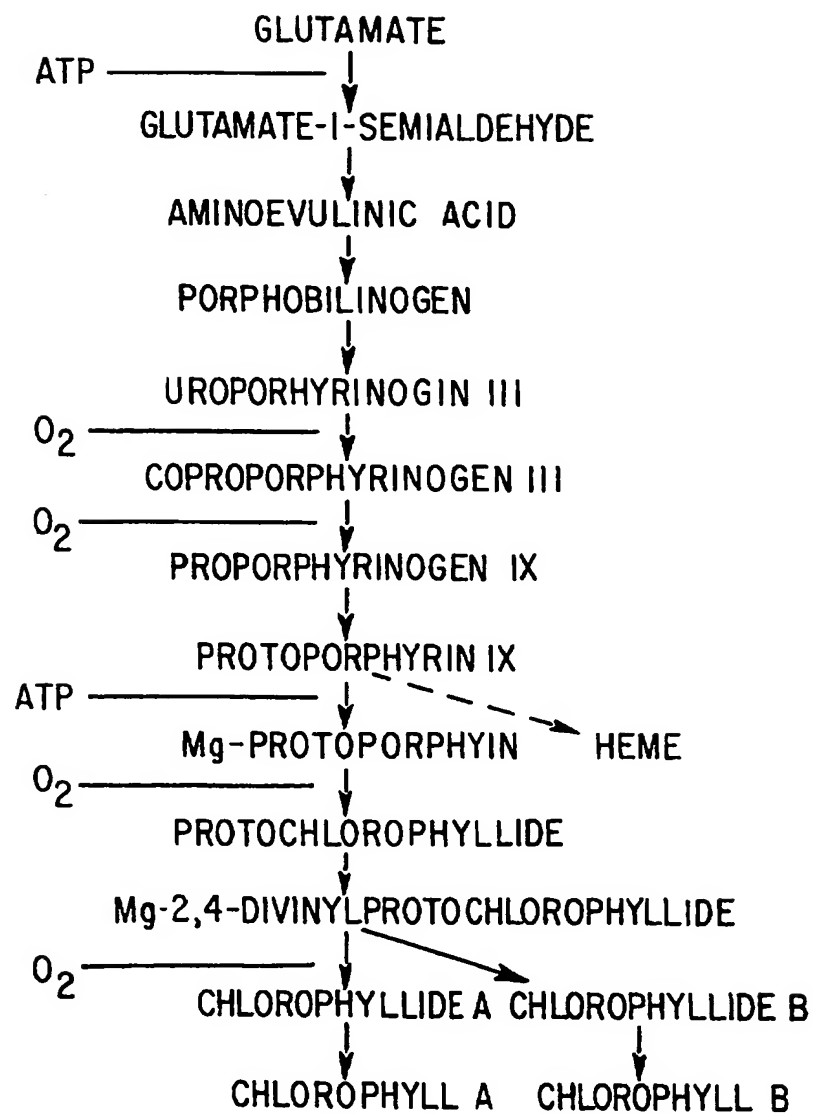 GLUTAMATE
ATP
GLUTAMATE-1-SEMIALDEHYDE
AMINOEVULINIC ACID
PORPHOBILINOGEN
UROPORHYRINOGIN III
O2
COPROPORPHYRINOGEN III
O2
PROPORPHYRINOGEN IX
PROTOPORPHYRIN IX
ATP
Mg-PROTOPORPHYIN HEME
O2
PROTOCHLOROPHYLLIDE
Mg-2,4-DIVINYLPROTOCHLOROPHYLLIDE
O2
CHLOROPHYLLIDE A CHLOROPHYLLIDE B
CHLOROPHYLL A CHLOROPHYLL B